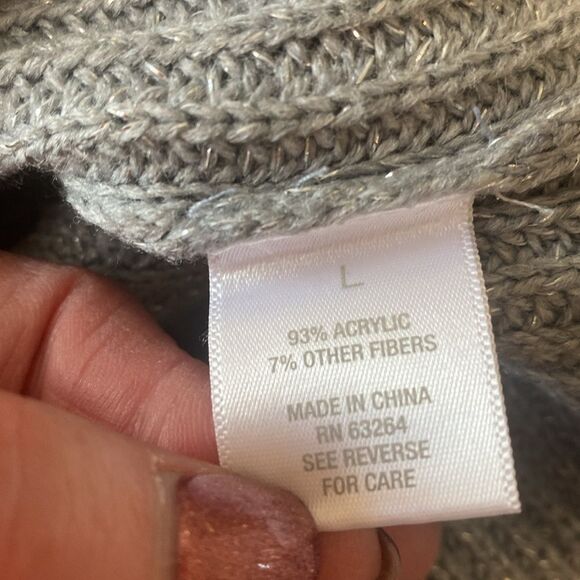 L
93% ACRYLIC
7% OTHER FIBERS
MADE IN CHINA
RN 63264
SEE REVERSE
FOR CARE